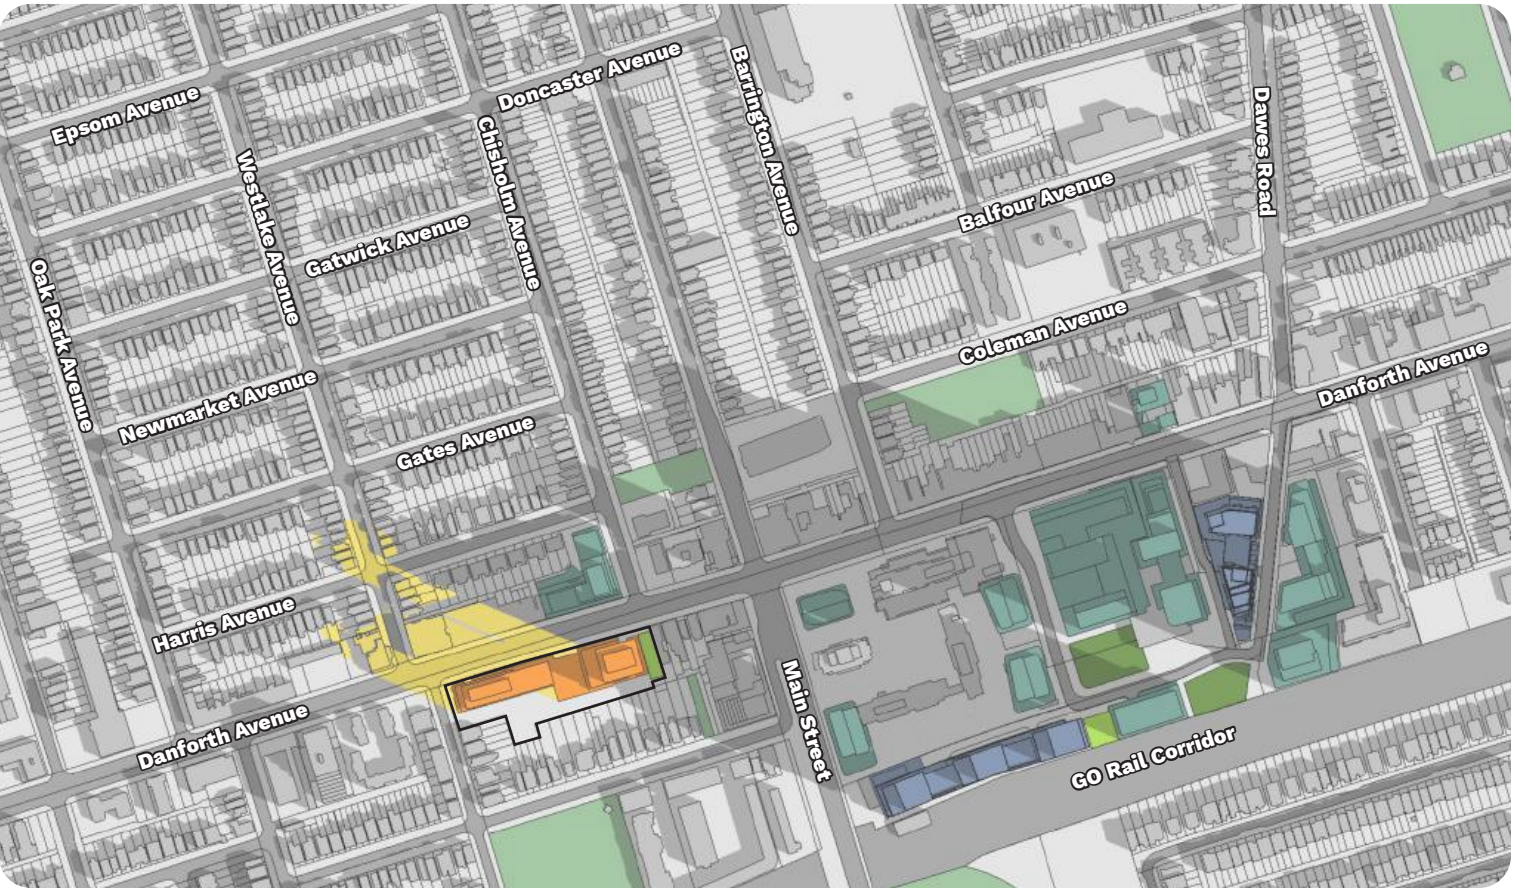 Doncaster Avenue
Barrington Avenue
Epsom Avenue
Dawes Road
Chisholm Avenue
Westlake Avenue
Balfour Avenue
Gatwick Avenue
Oak Park Avenue
Coleman Avenue
Danforth Avenue
Newmarket Avenue
Gates Avenue
Harris Avenue
Main Street
Danforth Avenue
GO Rail Corridor